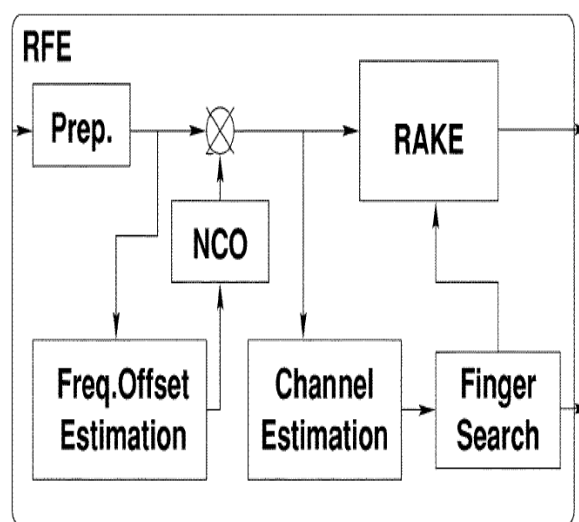 RFE
Prep.
RAKE
NCO
Freq.Offset
Estimation
Channel
Estimation
Finger
Search